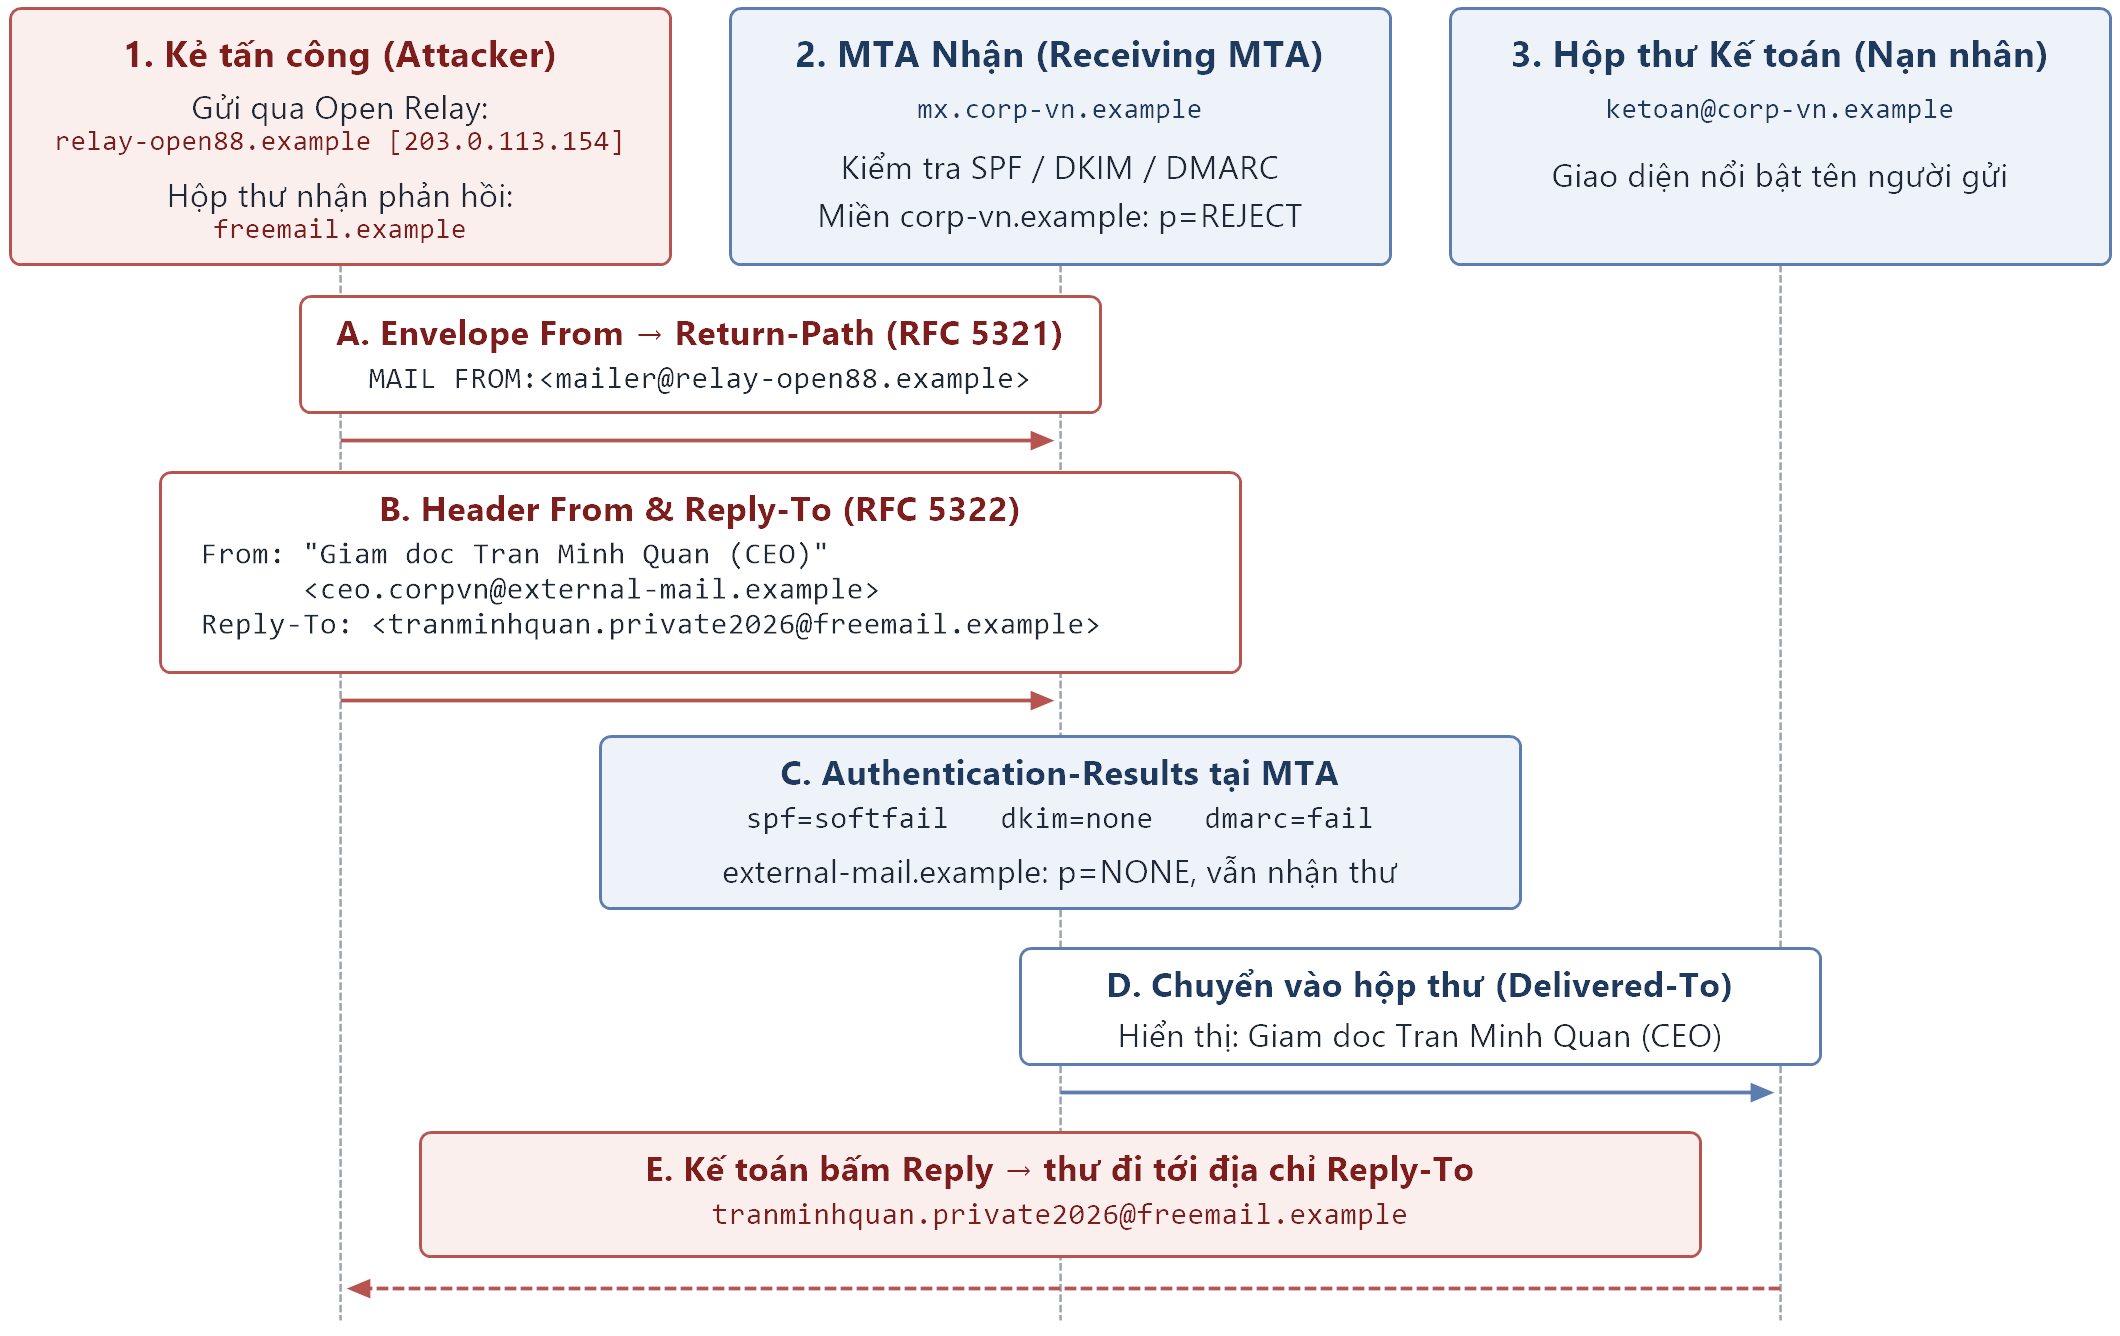 1. Kẻ tấn công (Attacker)
Gửi qua Open Relay:
relay-open88.example [203.0.113.154]
Hộp thư nhận phản hồi:
freemail.example
2. MTA Nhận (Receiving MTA)
mx.corp-vn.example
Kiểm tra SPF / DKIM / DMARC
Miền corp-vn.example: p=REJECT
3. Hộp thư Kế toán (Nạn nhân)
ketoan@corp-vn.example
Giao diện nổi bật tên người gửi
A. Envelope From → Return-Path (RFC 5321)
MAIL FROM:<mailer@relay-open88.example>
B. Header From & Reply-To (RFC 5322)
From: "Giam doc Tran Minh Quan (CEO)"
<ceo.corpvn@external-mail.example>
Reply-To: <tranminhquan.private2026@freemail.example>
C. Authentication-Results tại MTA
spf=softfail dkim=none dmarc=fail
external-mail.example: p=NONE, vẫn nhận thư
D. Chuyển vào hộp thư (Delivered-To)
Hiển thị: Giam doc Tran Minh Quan (CEO)
E. Kế toán bấm Reply → thư đi tới địa chỉ Reply-To
tranminhquan.private2026@freemail.example